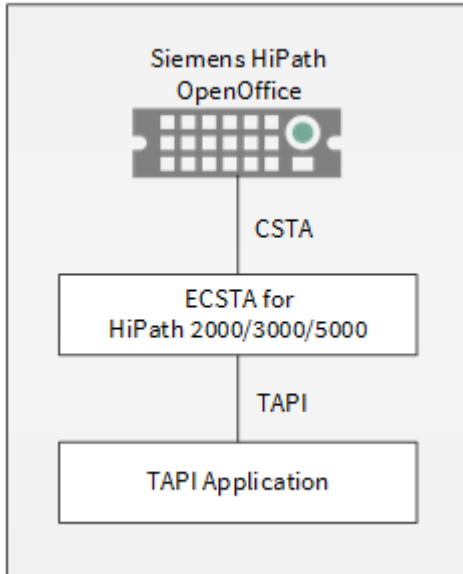 Siemens HiPath
OpenOffice
CSTA
ECSTA for
HiPath 2000/3000/5000
TAPI
TAPI Application